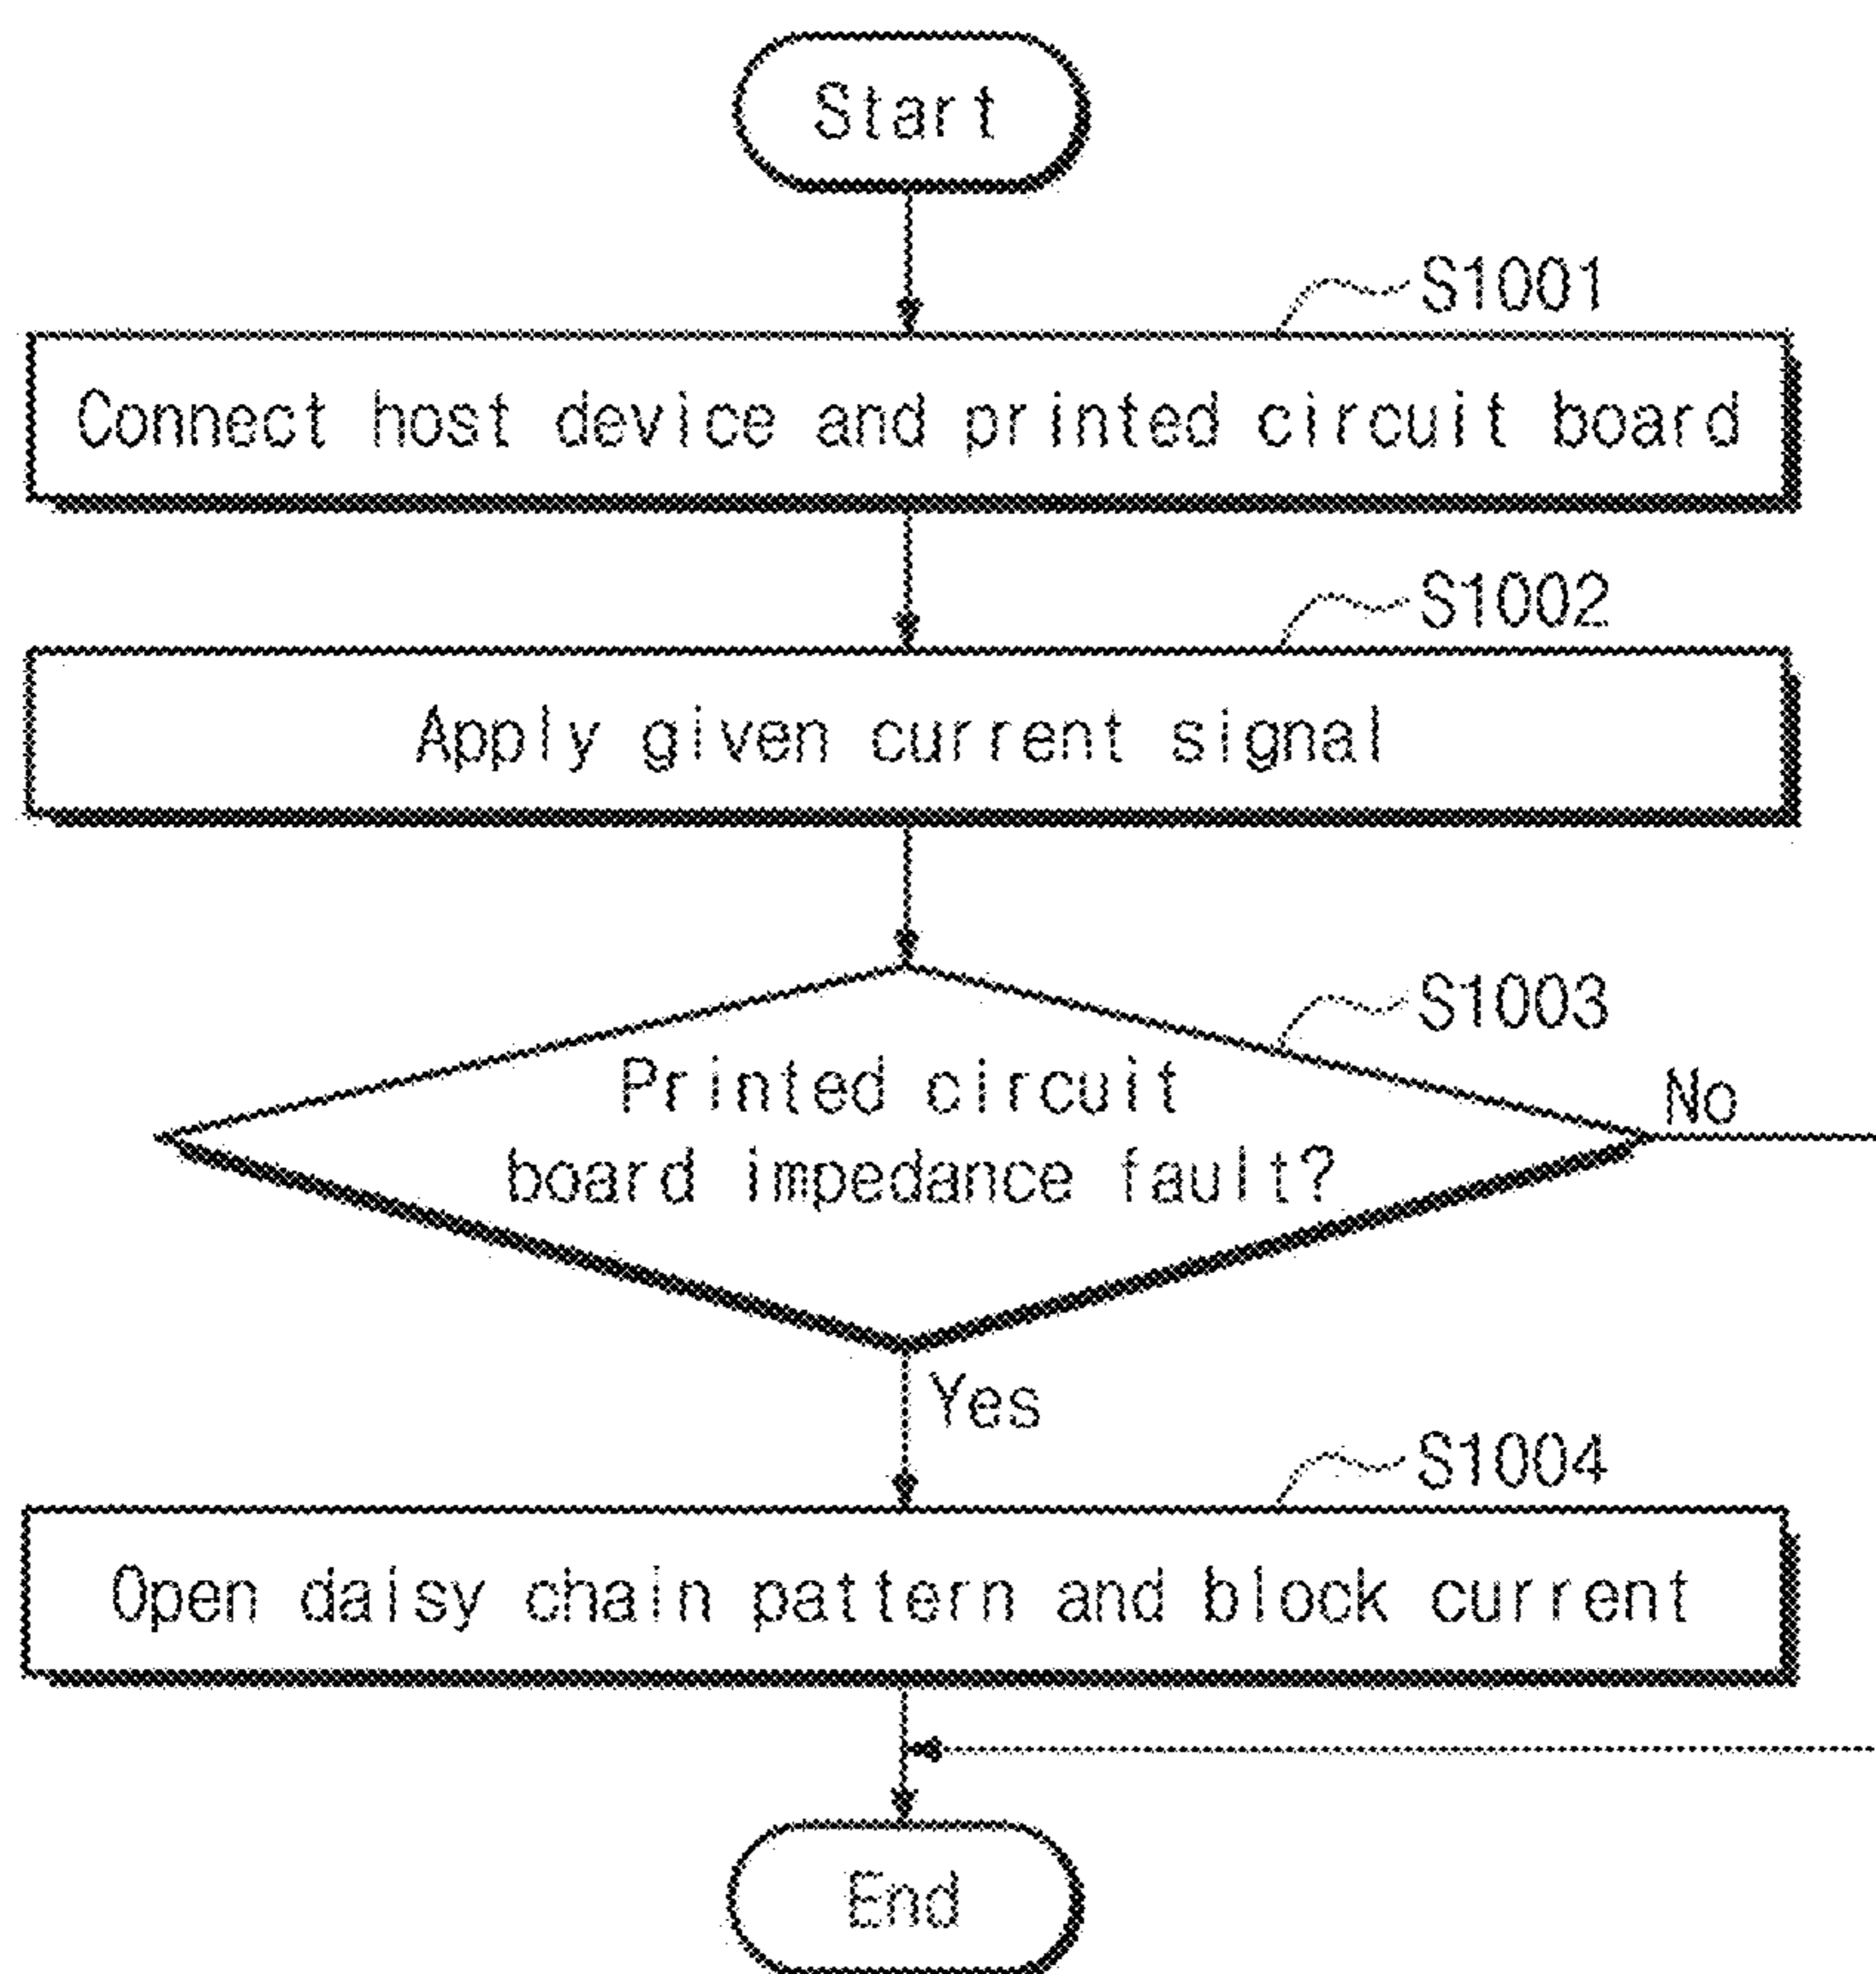 Start
S1001
Connect host device and printed circuit board
S1002
Apply given current signal
S1003
Printed circuit
board impedance fault?
No
Yes
S1004
Open daisy chain pattern and block current
End